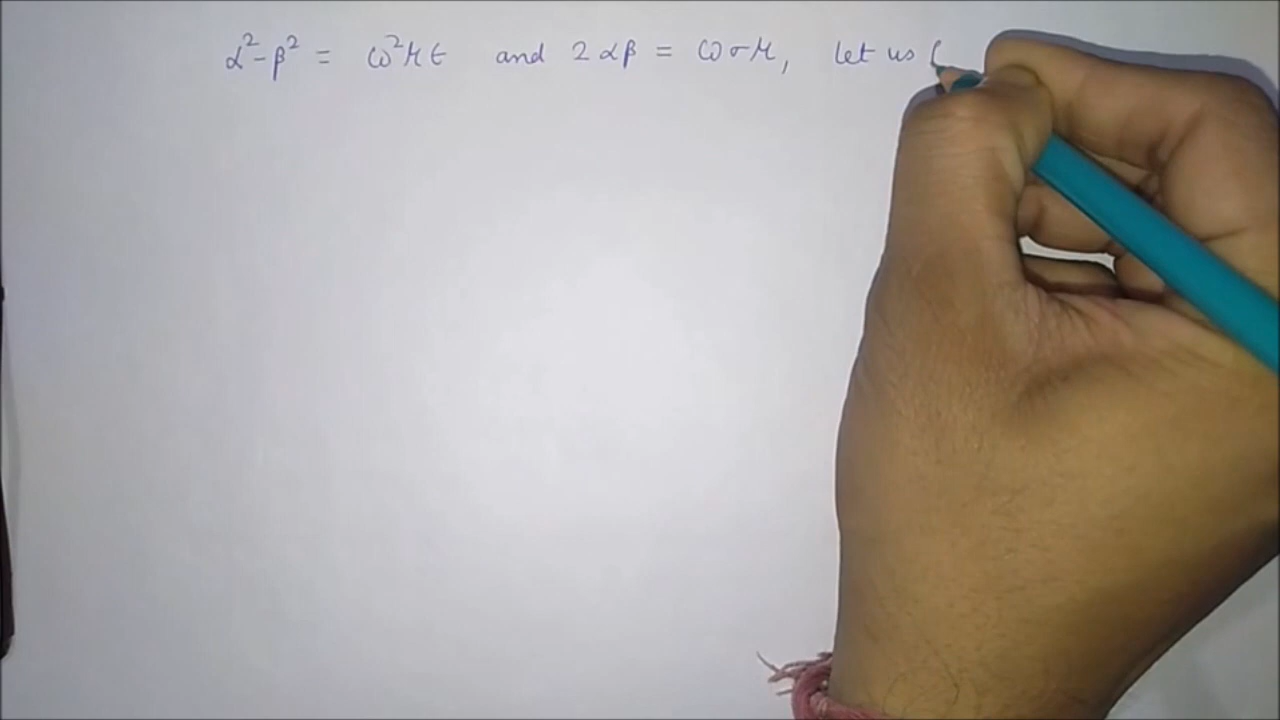 α²-β² = ω²μϵ and 2αβ = ωσμ, let us